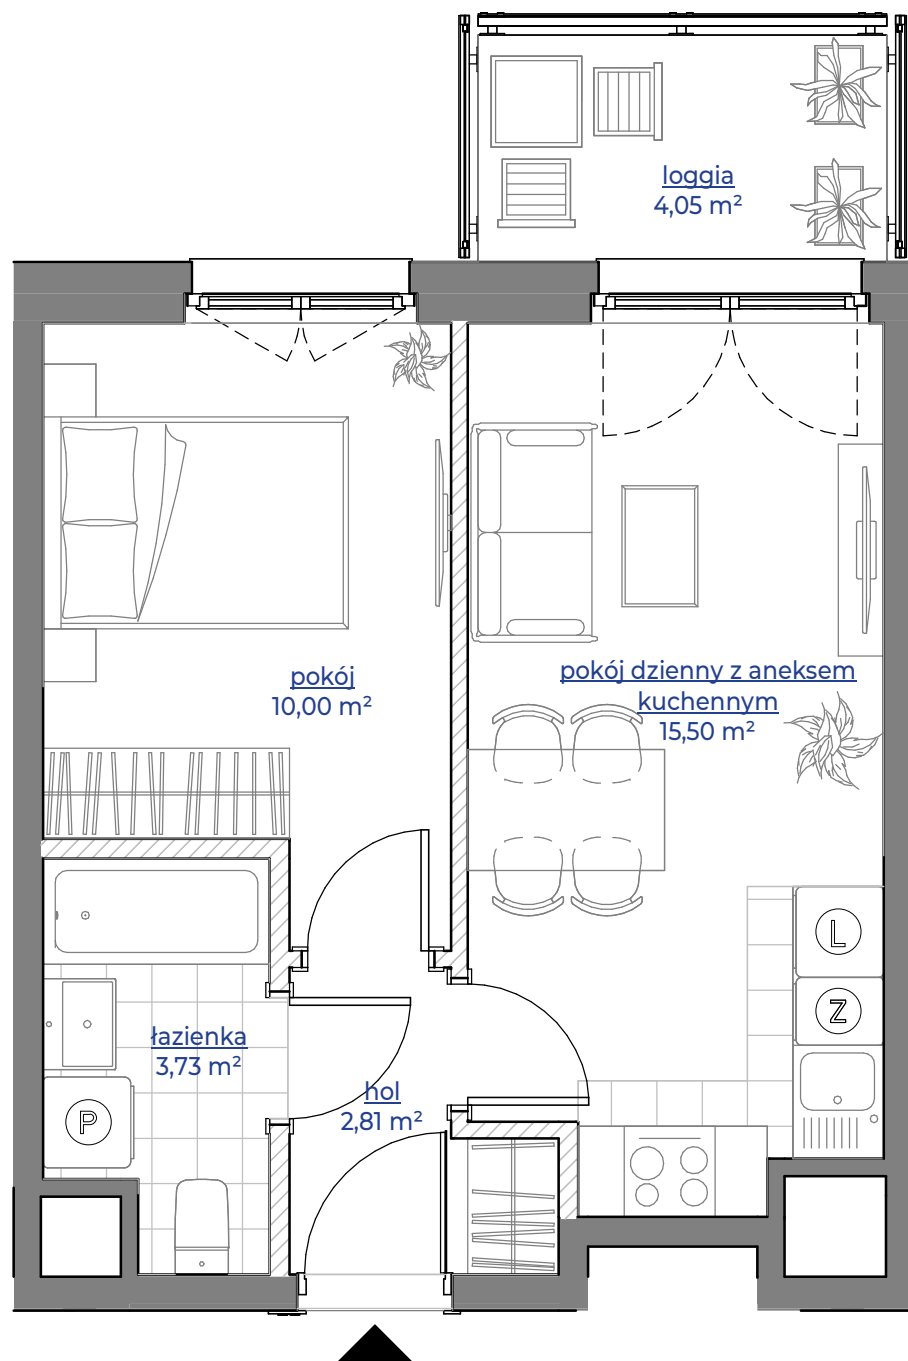 loggia
4,05 m²
pokój
10,00 m²
pokój dzienny z aneksem
kuchennym
15,50 m²
L
Z
łazienka
3,73 m²
hol
2,81 m²
P